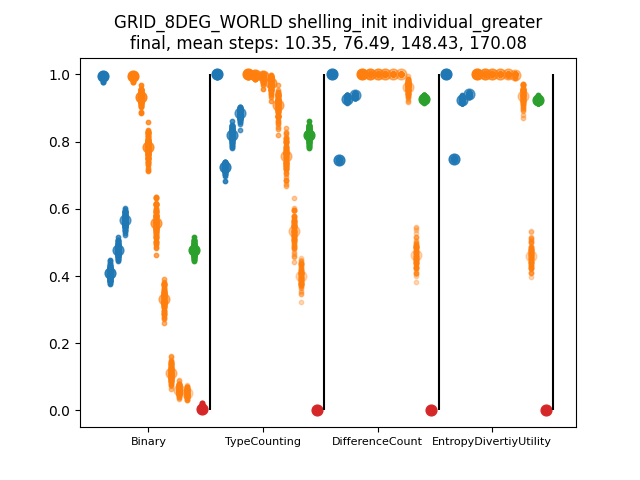 GRID_8DEG_WORLD shelling_init individual_greater
final, mean steps: 10.35, 76.49, 148.43, 170.08
1.0
0.8
0.6
0.4
0.2
0.0
Binary TypeCounting DifferenceCount EntropyDivertiyUtility